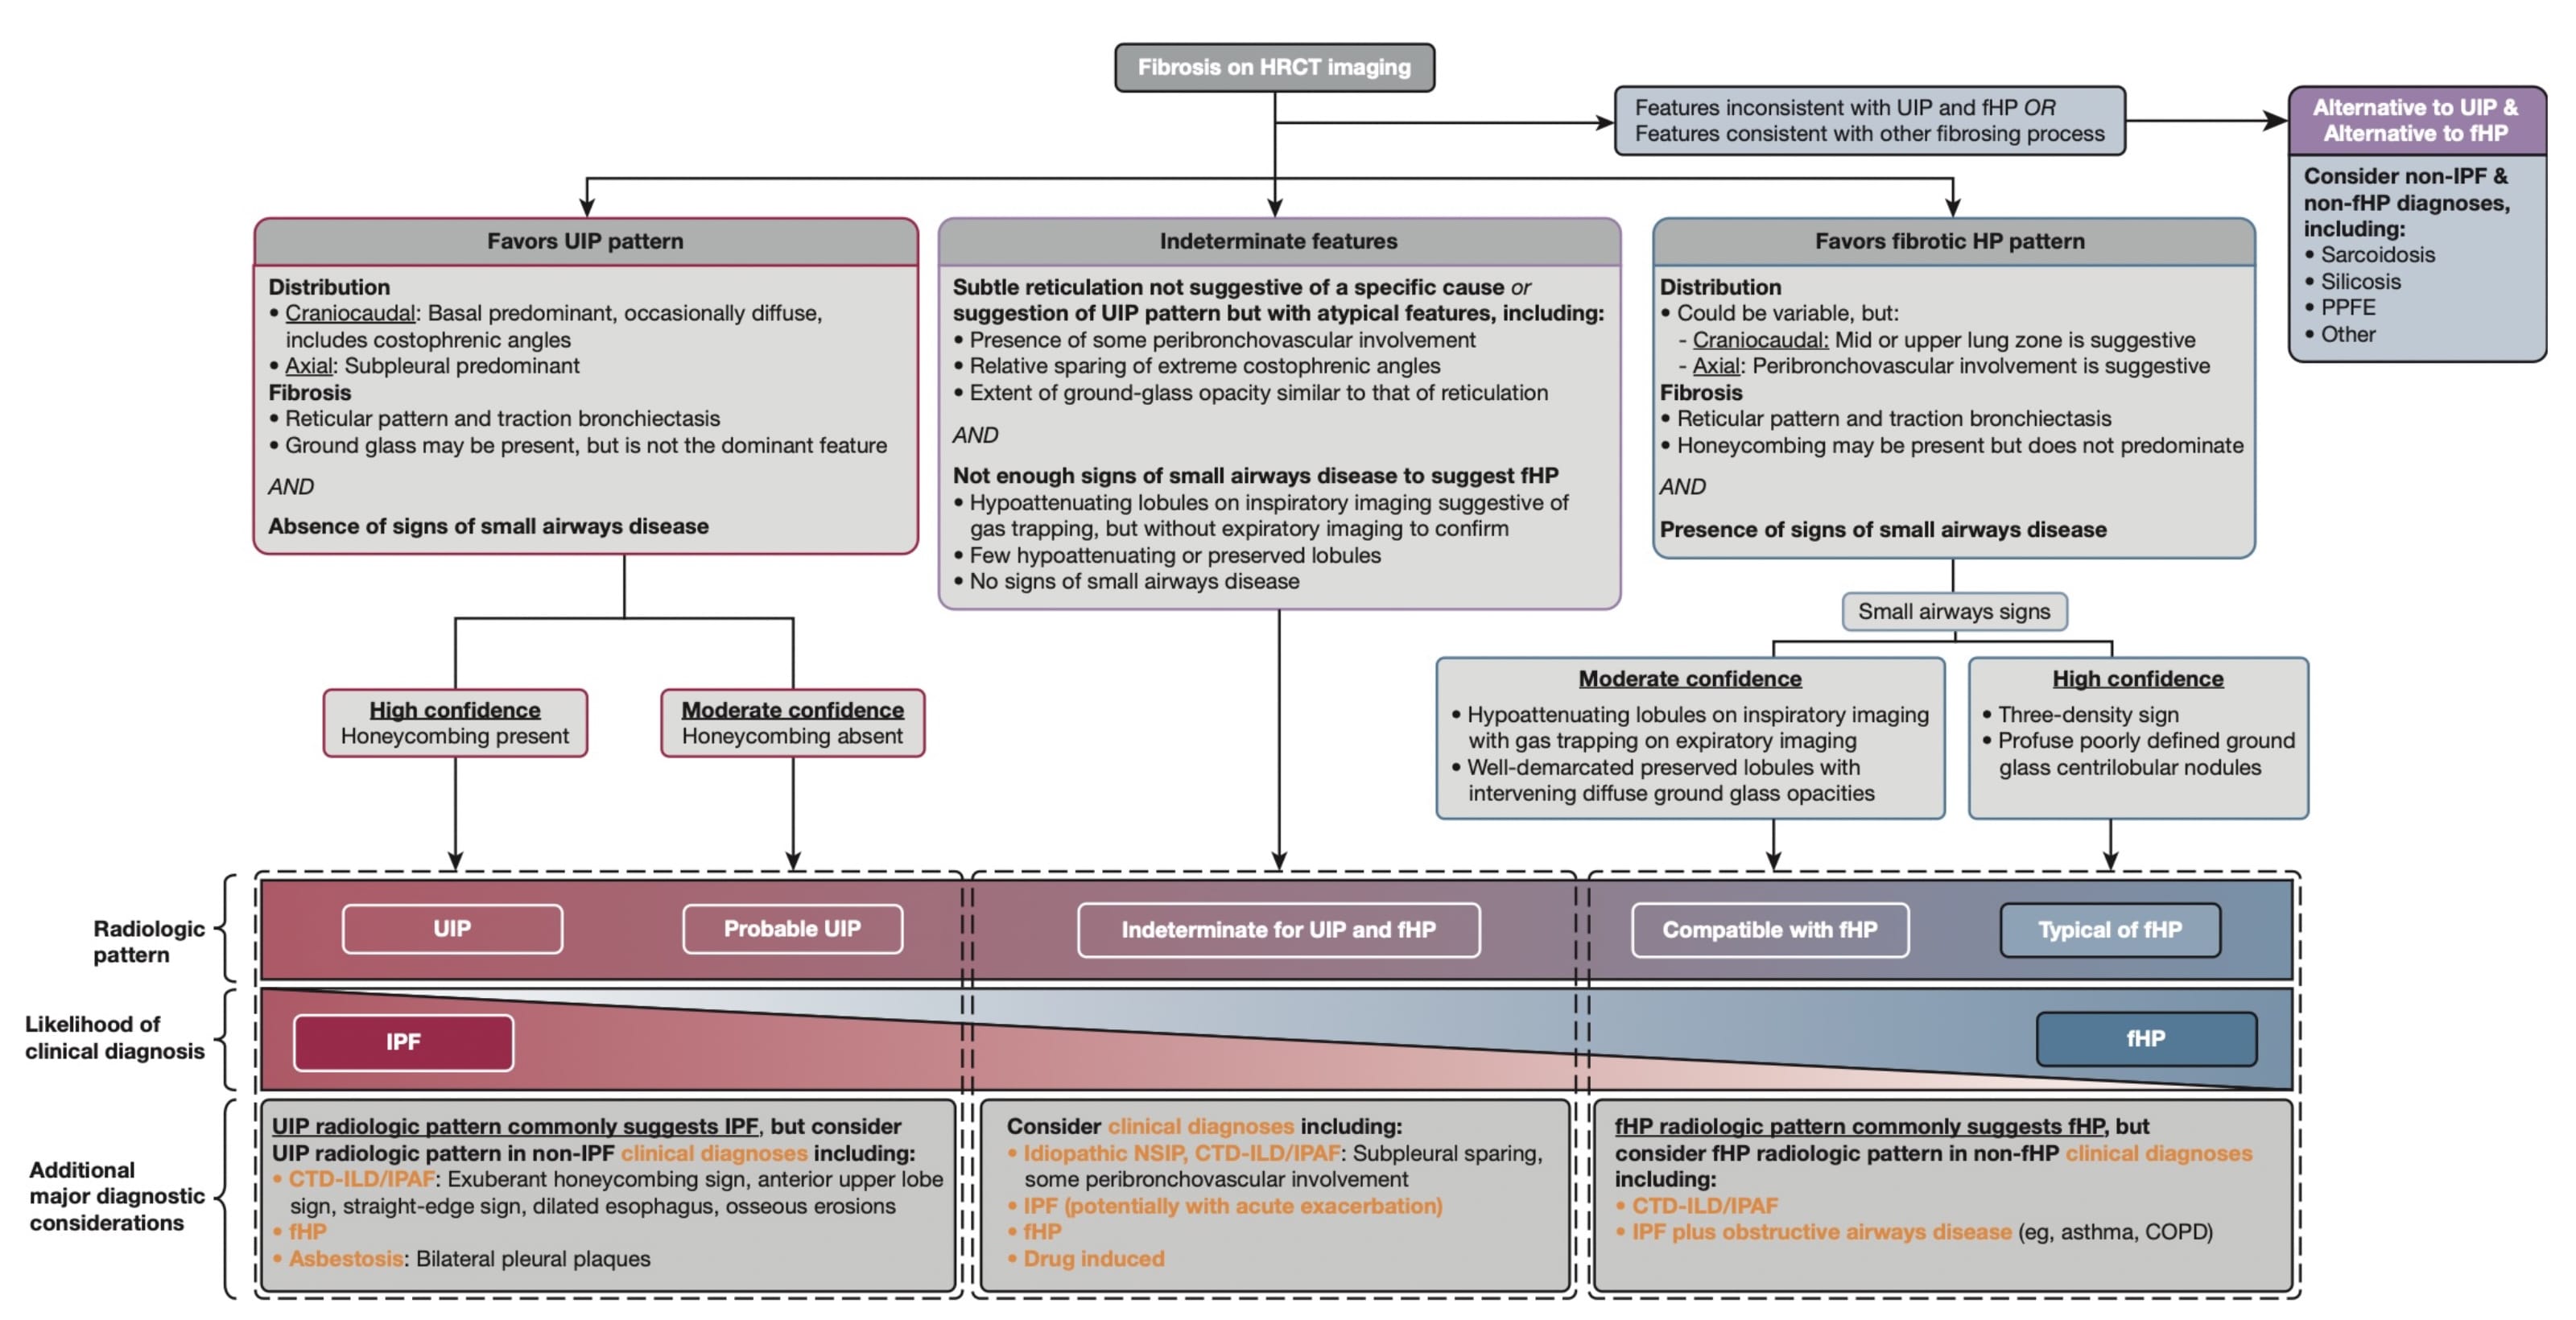 Fibrosis on HRCT imaging
Features inconsistent with UIP and fHP OR
Features consistent with other fibrosing process
Alternative to UIP &
Alternative to fHP
Consider non-IPF &
non-fHP diagnoses,
including:
• Sarcoidosis
• Silicosis
• PPFE
• Other
Favors UIP pattern
Distribution
• Craniocaudal: Basal predominant, occasionally diffuse,
includes costophrenic angles
• Axial: Subpleural predominant
Fibrosis
• Reticular pattern and traction bronchiectasis
• Ground glass may be present, but is not the dominant feature
AND
Absence of signs of small airways disease
Indeterminate features
Subtle reticulation not suggestive of a specific cause or
suggestion of UIP pattern but with atypical features, including:
• Presence of some peribronchovascular involvement
• Relative sparing of extreme costophrenic angles
• Extent of ground-glass opacity similar to that of reticulation
AND
Not enough signs of small airways disease to suggest fHP
• Hypoattenuating lobules on inspiratory imaging suggestive of
gas trapping, but without expiratory imaging to confirm
• Few hypoattenuating or preserved lobules
• No signs of small airways disease
Favors fibrotic HP pattern
Distribution
• Could be variable, but:
- Craniocaudal: Mid or upper lung zone is suggestive
- Axial: Peribronchovascular involvement is suggestive
Fibrosis
• Reticular pattern and traction bronchiectasis
• Honeycombing may be present but does not predominate
AND
Presence of signs of small airways disease
Small airways signs
High confidence
Honeycombing present
Moderate confidence
Honeycombing absent
Moderate confidence
• Hypoattenuating lobules on inspiratory imaging
with gas trapping on expiratory imaging
• Well-demarcated preserved lobules with
intervening diffuse ground glass opacities
High confidence
• Three-density sign
• Profuse poorly defined ground
glass centrilobular nodules
Radiologic
pattern
UIP
Probable UIP
Indeterminate for UIP and fHP
Compatible with fHP
Typical of fHP
Likelihood of
clinical diagnosis
IPF
fHP
Additional
major diagnostic
considerations
UIP radiologic pattern commonly suggests IPF, but consider
UIP radiologic pattern in non-IPF clinical diagnoses including:
• CTD-ILD/IPAF: Exuberant honeycombing sign, anterior upper lobe
sign, straight-edge sign, dilated esophagus, osseous erosions
• fHP
• Asbestosis: Bilateral pleural plaques
Consider clinical diagnoses including:
• Idiopathic NSIP, CTD-ILD/IPAF: Subpleural sparing,
some peribronchovascular involvement
• IPF (potentially with acute exacerbation)
• fHP
• Drug induced
fHP radiologic pattern commonly suggests fHP, but
consider fHP radiologic pattern in non-fHP clinical diagnoses
including:
• CTD-ILD/IPAF
• IPF plus obstructive airways disease (eg, asthma, COPD)